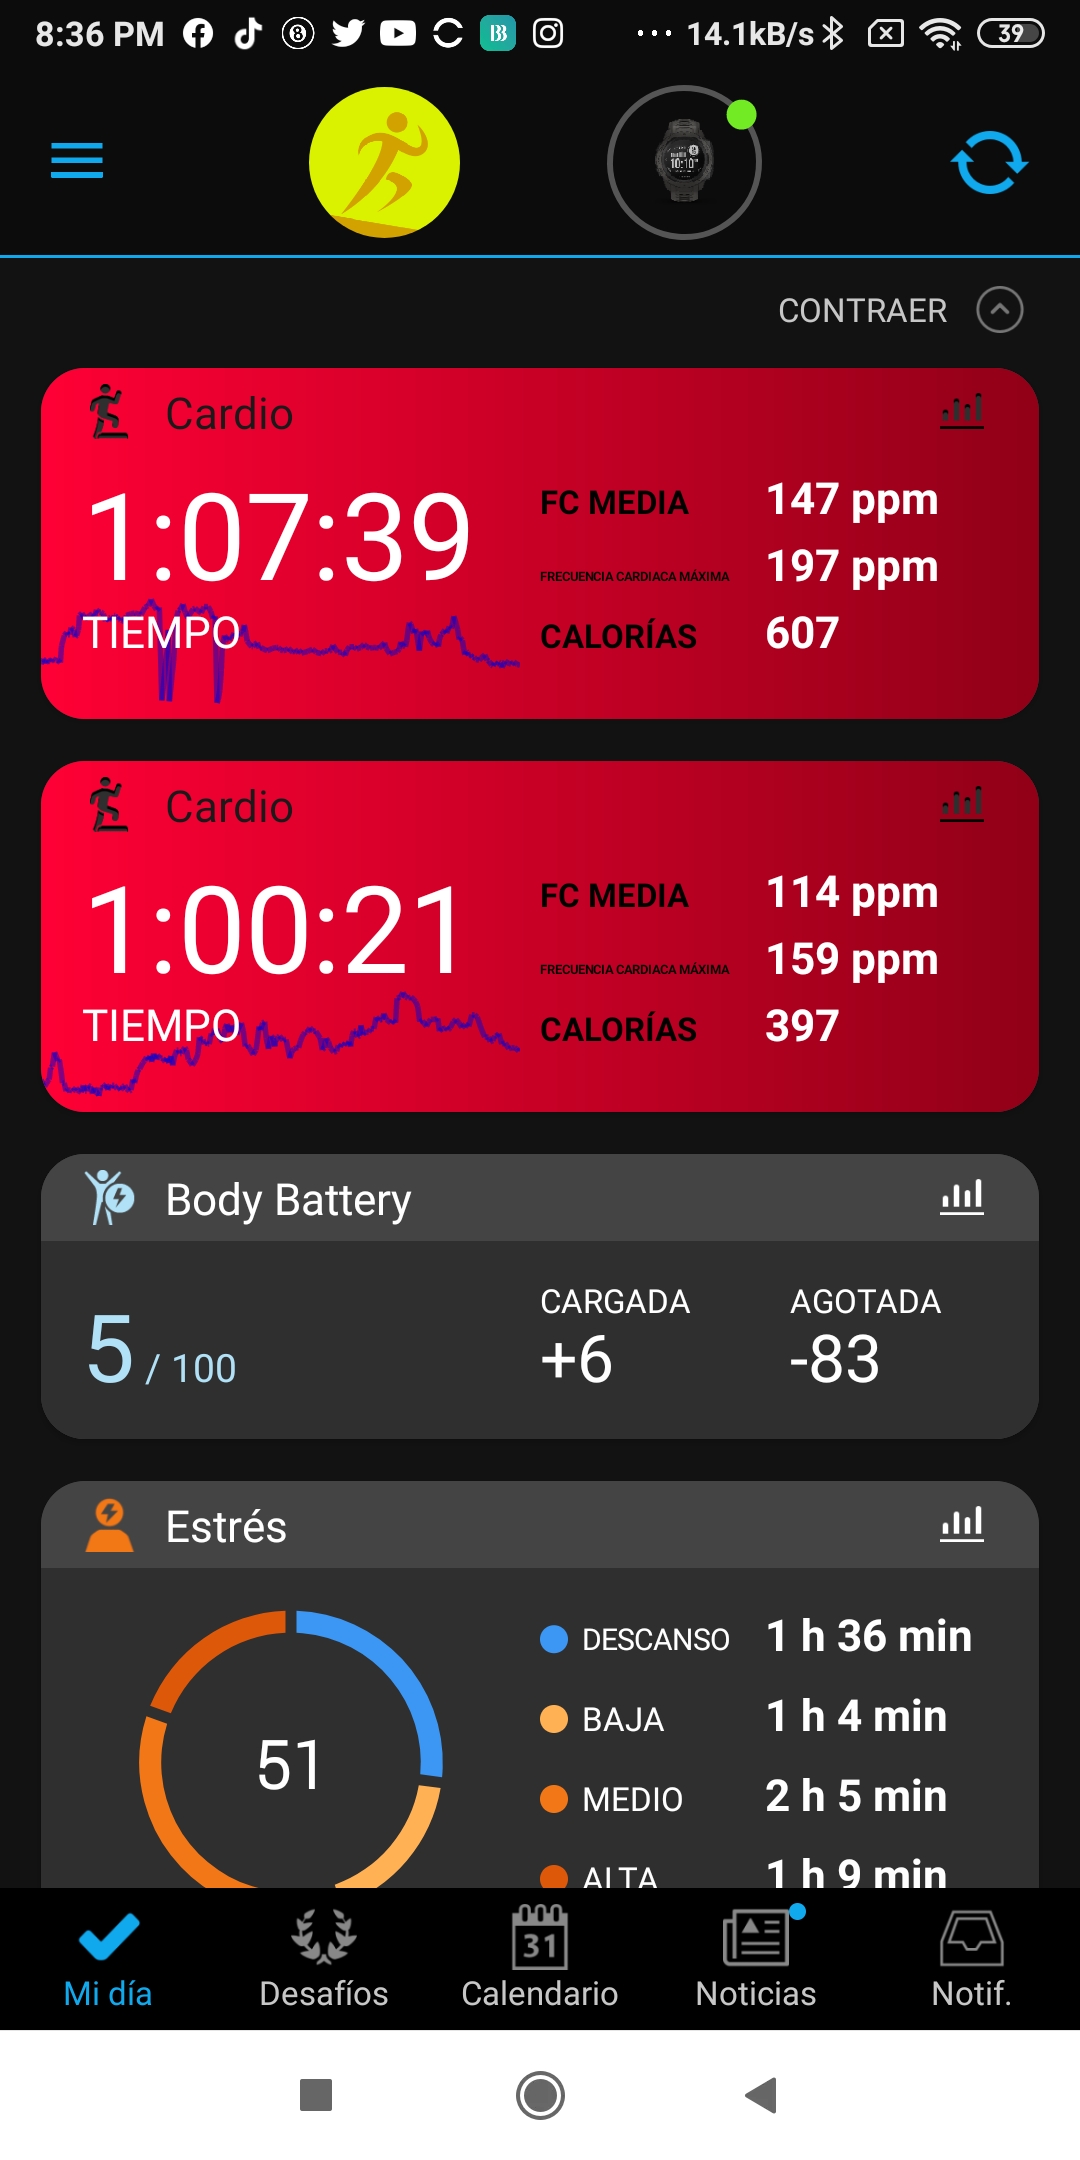 8:36 PM 14.1kB/s 39
10:10
CONTRAER
Cardio
1:07:39
TIEMPO
FC MEDIA 147 ppm
FRECUENCIA CARDIACA MÁXIMA 197 ppm
CALORÍAS 607
Cardio
1:00:21
TIEMPO
FC MEDIA 114 ppm
FRECUENCIA CARDIACA MÁXIMA 159 ppm
CALORÍAS 397
Body Battery
5 / 100
CARGADA
+6
AGOTADA
-83
Estrés
51
DESCANSO 1 h 36 min
BAJA 1 h 4 min
MEDIO 2 h 5 min
ALTA 1 h 9 min
31
Mi día Desafíos Calendario Noticias Notif.